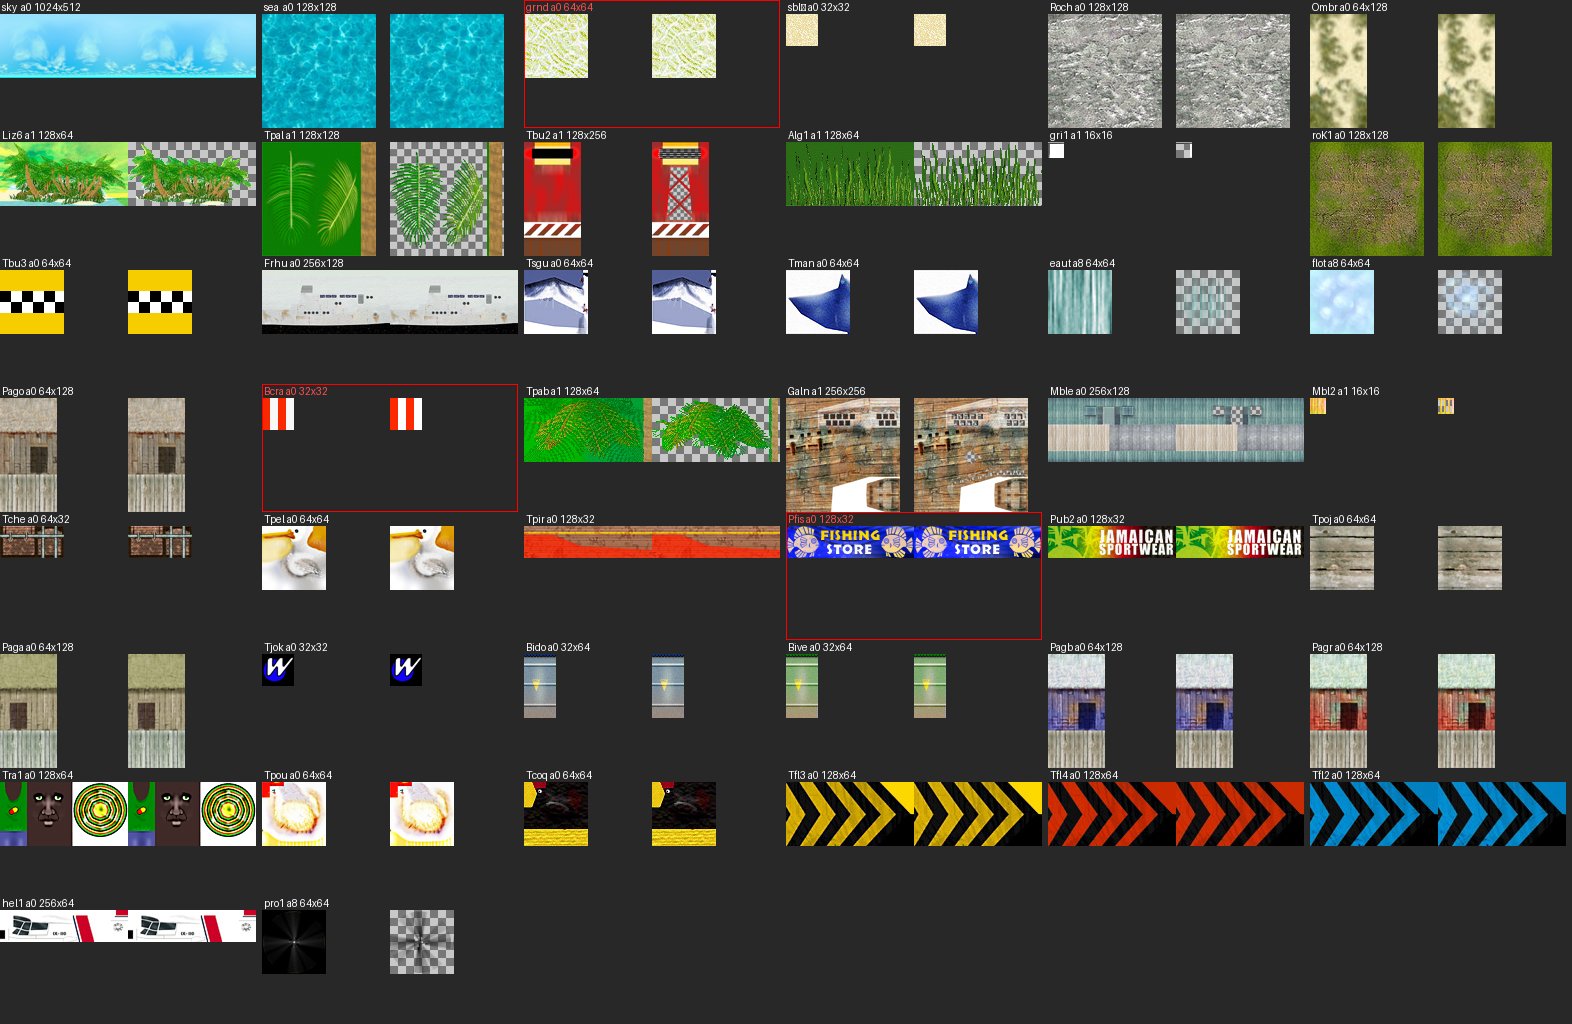 sky a0 1024x512
sea a0 128x128
grnd a0 64x64
a0 32x32
Roch a0 128x128
Ombr a0 64x128
Liz6 a1 128x64
Tpal a1 128x128
Tbu2 a1 128x256
Alg1 a1 128x64
gri1 a1 16x16
roK1 a0 128x128
Tbu3 a0 64x64
Frhu a0 256x128
Tsgu a0 64x64
Tman a0 64x64
eaut a8 64x64
flot a8 64x64
Pago a0 64x128
Bcra a0 32x32
Tpab a1 128x64
Galn a1 256x256
Mble a0 256x128
Mbl2 a1 16x16
Tche a0 64x32
Tpel a0 64x64
Tpir a0 128x32
Pfis a0 128x32
Pub2 a0 128x32
Tpoj a0 64x64
FISHING
STORE
FISHING
STORE
JAMAICAN
SPORTWEAR
JAMAICAN
SPORTWEAR
Paga a0 64x128
Tjok a0 32x32
Bido a0 32x64
Bive a0 32x64
Pagb a0 64x128
Pagr a0 64x128
W
W
Tra1 a0 128x64
Tpou a0 64x64
Tcoq a0 64x64
Tfl3 a0 128x64
Tfl4 a0 128x64
Tfl2 a0 128x64
hel1 a0 256x64
pro1 a8 64x64